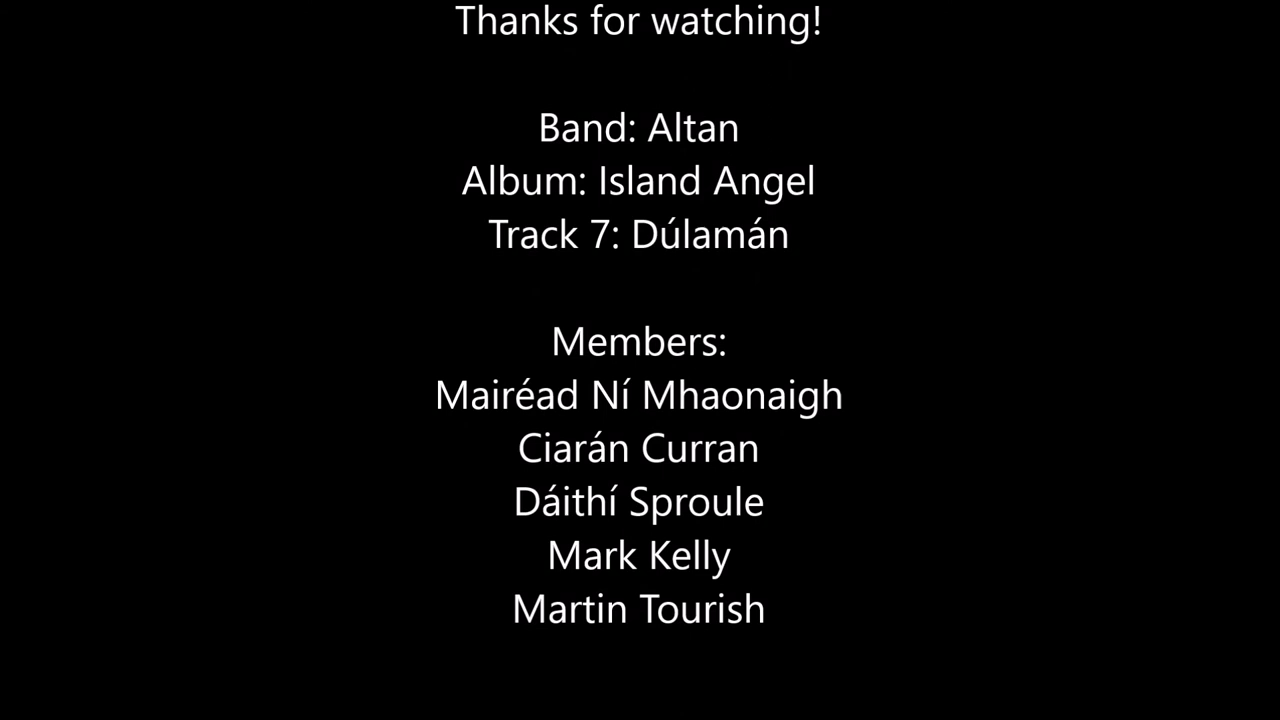 Thanks for watching!
Band: Altan
Album: Island Angel
Track 7: Dúlamán
Members:
Mairéad Ní Mhaonaigh
Ciarán Curran
Dáithí Sproule
Mark Kelly
Martin Tourish